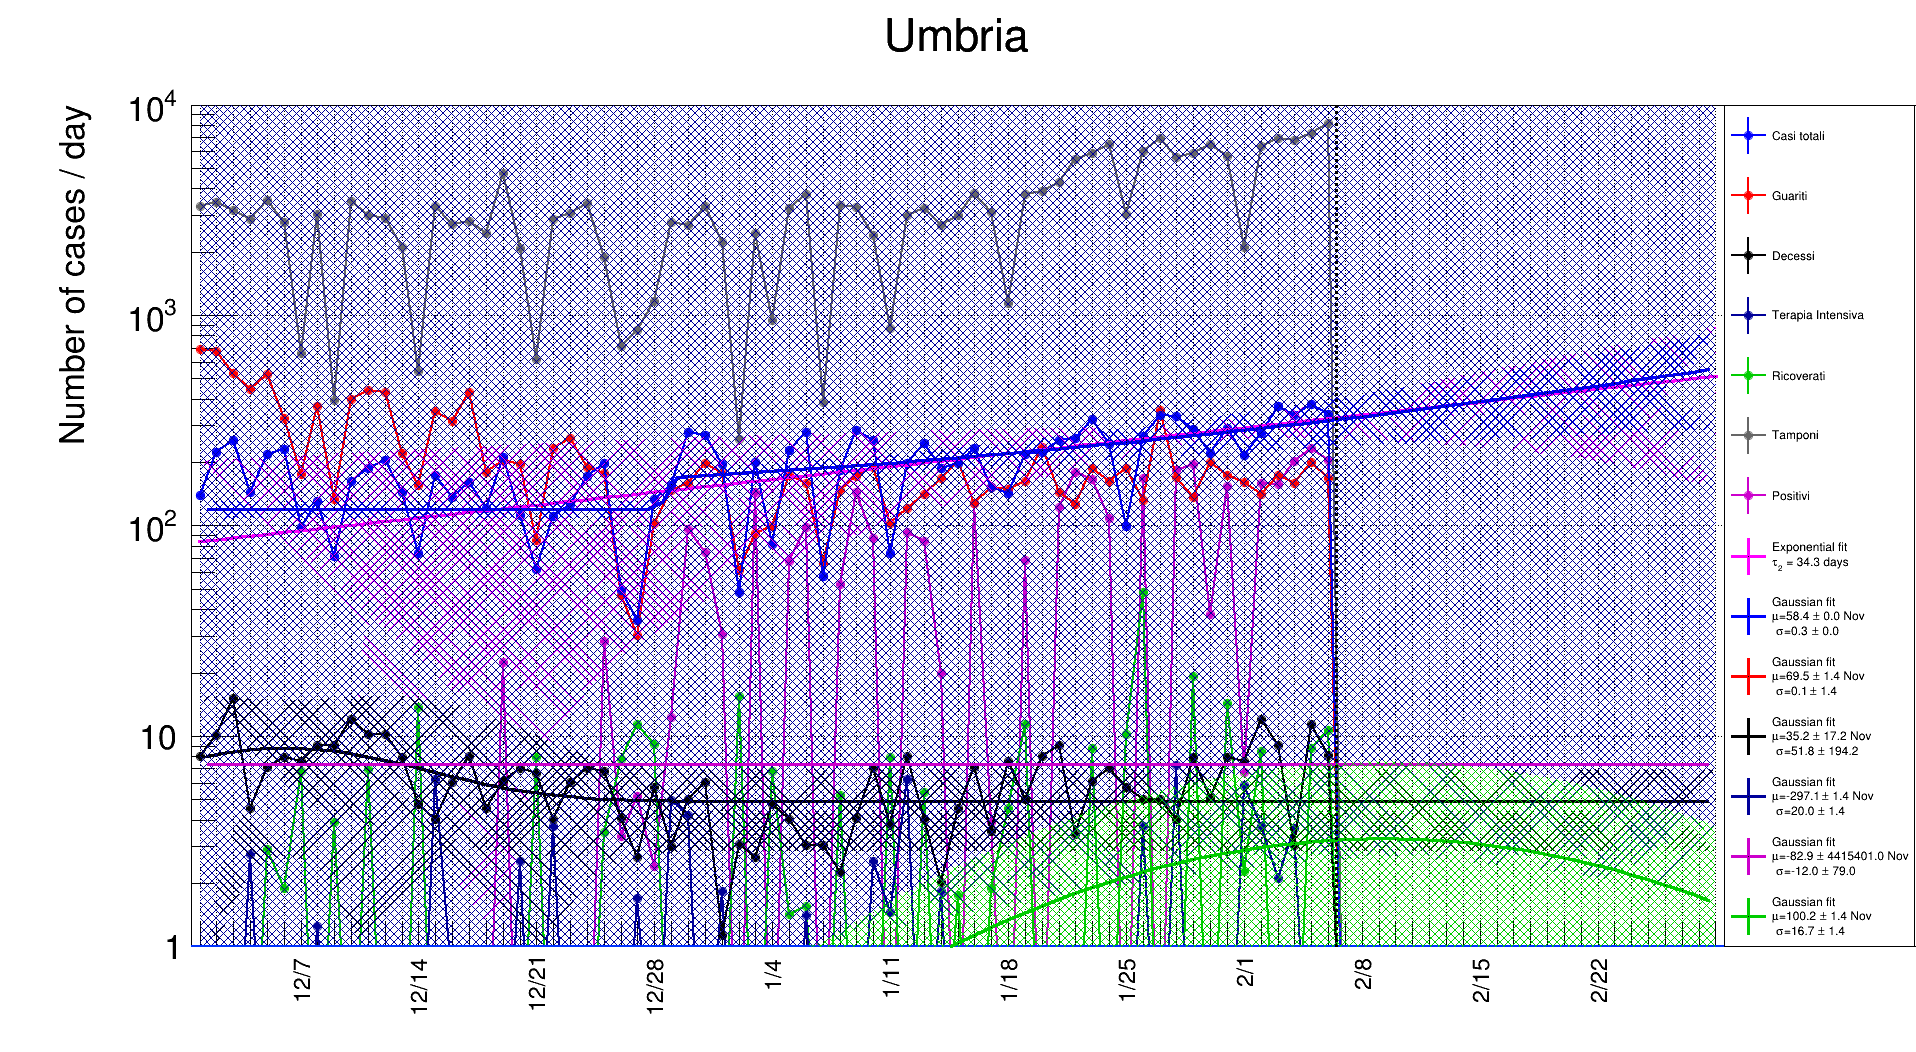 Umbria
Number of cases / day
10⁴
10³
10²
10
1
12/7
12/14
12/21
12/28
1/4
1/11
1/18
1/25
2/1
2/8
2/15
2/22
Casi totali
Guariti
Decessi
Terapia Intensiva
Ricoverati
Tamponi
Positivi
Exponential fit
τ₂ = 34.3 days
Gaussian fit
μ=58.4 ± 0.0 Nov
σ=0.3 ± 0.0
Gaussian fit
μ=69.5 ± 1.4 Nov
σ=0.1 ± 1.4
Gaussian fit
μ=35.2 ± 17.2 Nov
σ=51.8 ± 194.2
Gaussian fit
μ=-297.1 ± 1.4 Nov
σ=20.0 ± 1.4
Gaussian fit
μ=-82.9 ± 4415401.0 Nov
σ=-12.0 ± 79.0
Gaussian fit
μ=100.2 ± 1.4 Nov
σ=16.7 ± 1.4